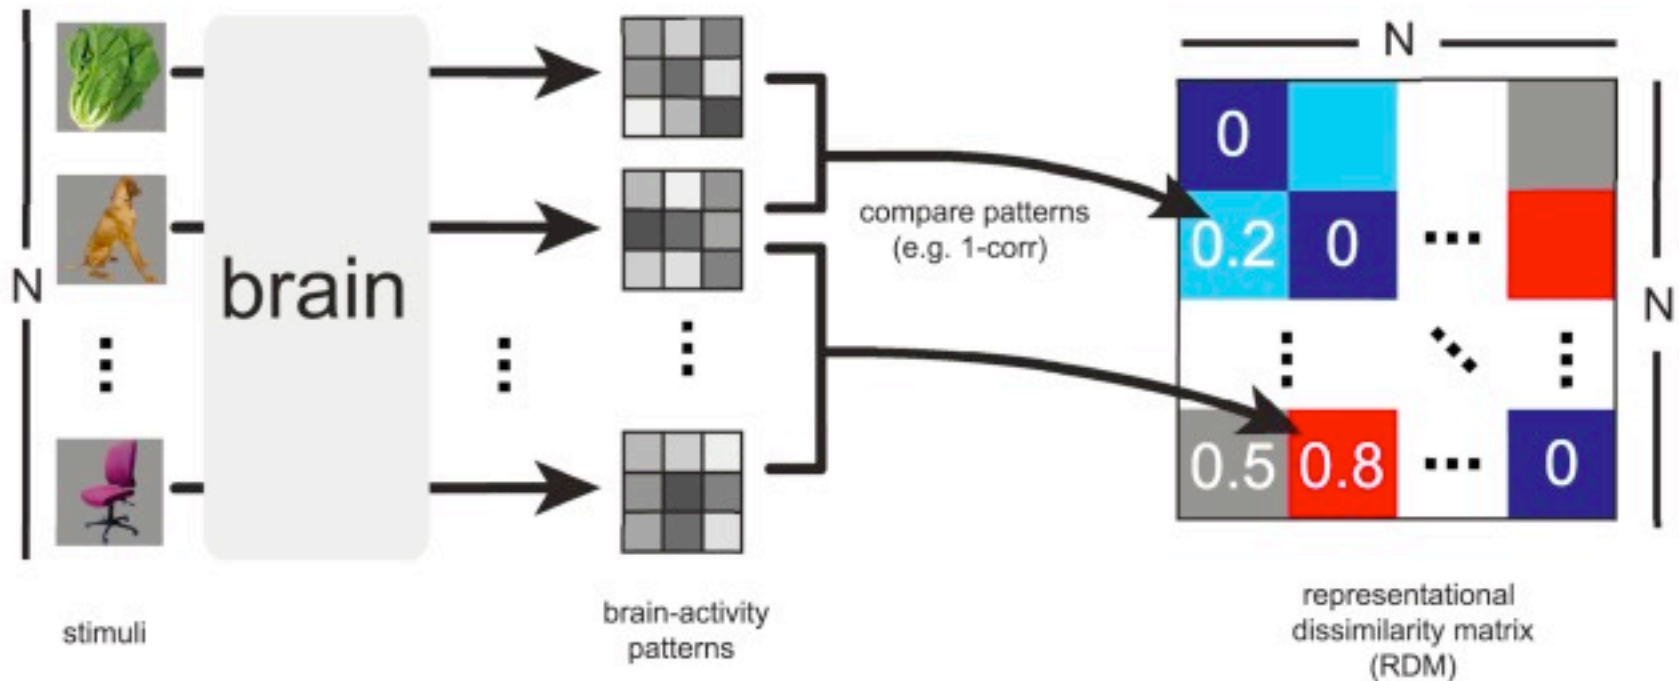 N
brain
stimuli
brain-activity
patterns
compare patterns
(e.g. 1-corr)
N
0
0.2 0
0.5 0.8 0
N
representational
dissimilarity matrix
(RDM)